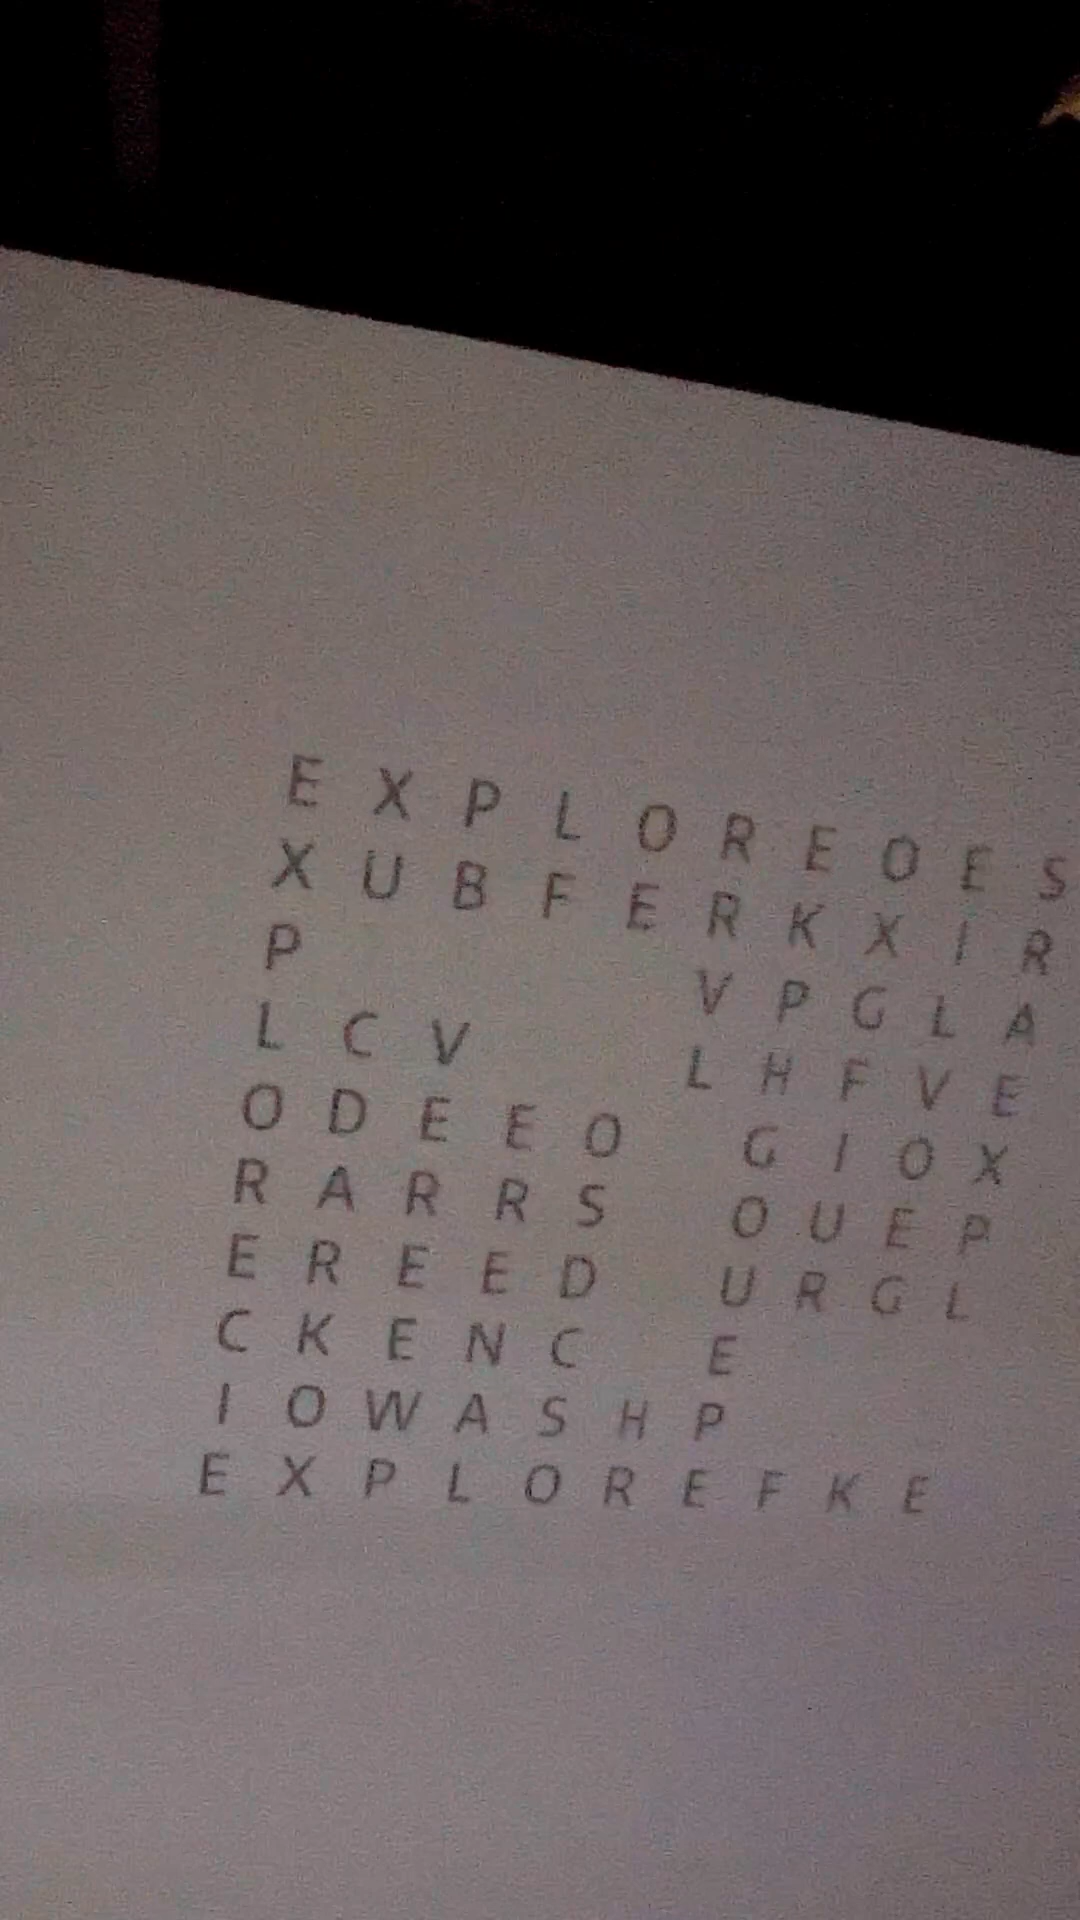 E X P L O R E O E S
X U B F E R K X I R
P V P G L A
L C V L H F V E
O D E E O G I O X
R A R R S O U E P
E R E E D U R G L
C K E N C E
I O W A S H P
E X P L O R E F K E